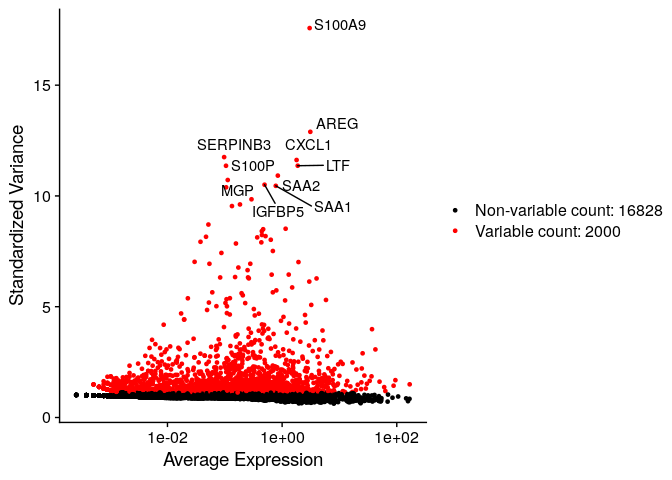 S100A9
15
AREG
SERPINB3 CXCL1
S100P LTF
MGP SAA2
10
IGFBP5 SAA1
Standardized Variance
Non-variable count: 16828
Variable count: 2000
5
0
1e-02 1e+00 1e+02
Average Expression